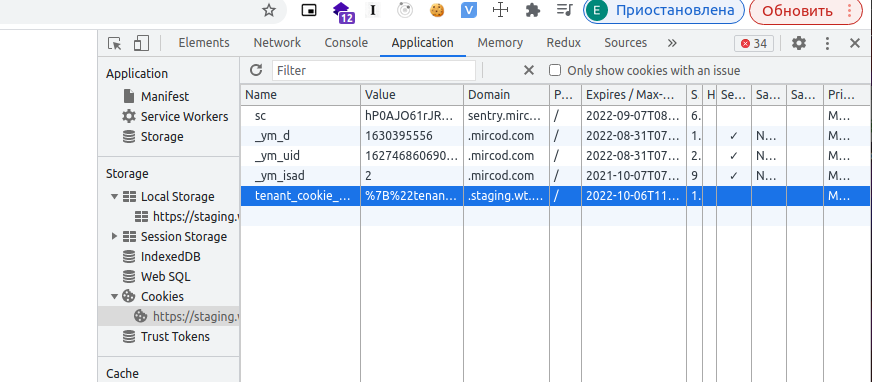 12 I E Приостановлена Обновить
Elements Network Console Application Memory Redux Sources » 34
Application
Manifest
Service Workers
Storage
Storage
Local Storage
https://staging.
Session Storage
IndexedDB
Web SQL
Cookies
https://staging.
Trust Tokens
Cache
Filter Only show cookies with an issue
Name Value Domain P... Expires / Max-... S H Se... Sa... Sa... Pri...
sc hP0AJO61rJR... sentry.mirc... / 2022-09-07T08... 6. M...
_ym_d 1630395556 .mircod.com / 2022-08-31T07... 1. ✓ N... M...
_ym_uid 162746860690... .mircod.com / 2022-08-31T07... 2. ✓ N... M...
_ym_isad 2 .mircod.com / 2021-10-07T07... 9 ✓ N... M...
tenant_cookie_... %7B%22tenan... .staging.wt.... / 2022-10-06T11... 1. M...